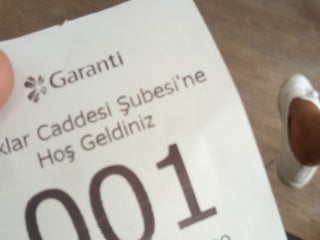 Garanti
klar Caddesi Şubesi'ne
Hoş Geldiniz
001